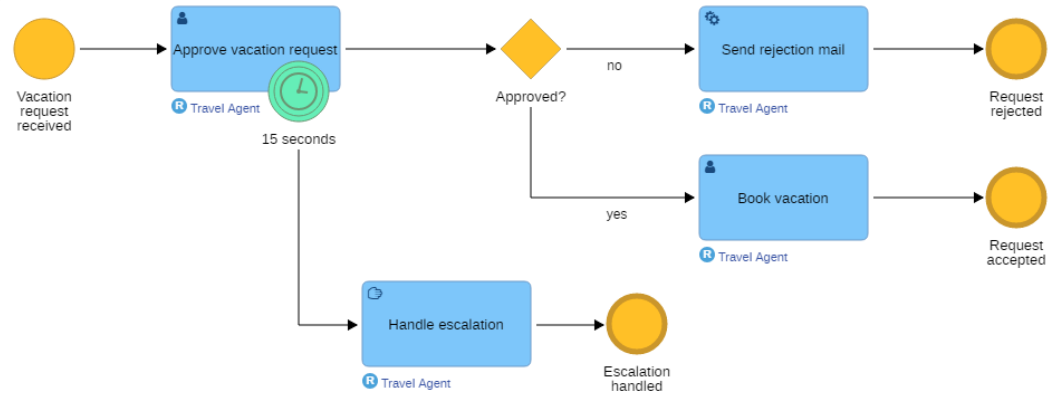 Vacation
request
received
Approve vacation request
R Travel Agent
15 seconds
Approved?
no
yes
Send rejection mail
R Travel Agent
Request
rejected
Book vacation
R Travel Agent
Request
accepted
Handle escalation
R Travel Agent
Escalation
handled